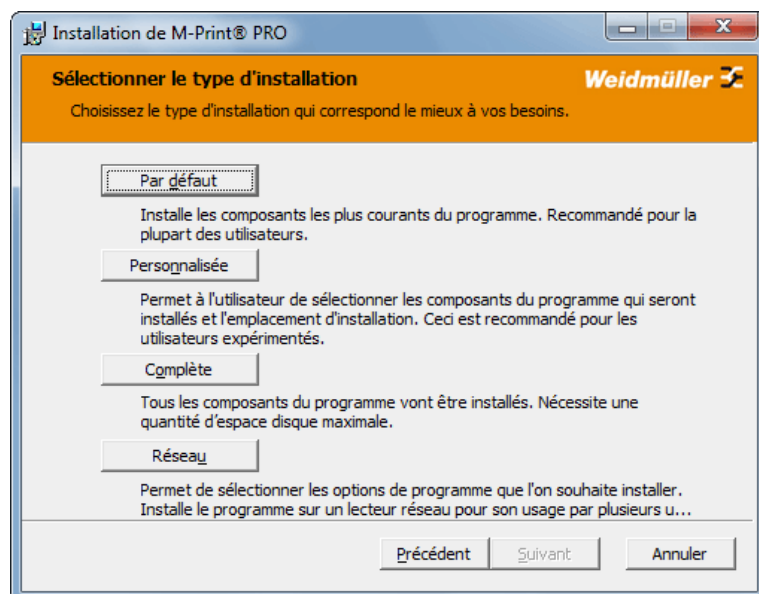 Installation de M-Print® PRO
Sélectionner le type d'installation
Weidmüller
Choisissez le type d'installation qui correspond le mieux à vos besoins.
Par défaut
Installe les composants les plus courants du programme. Recommandé pour la
plupart des utilisateurs.
Personnalisée
Permet à l'utilisateur de sélectionner les composants du programme qui seront
installés et l'emplacement d'installation. Ceci est recommandé pour les
utilisateurs expérimentés.
Complète
Tous les composants du programme vont être installés. Nécessite une
quantité d’espace disque maximale.
Réseau
Permet de sélectionner les options de programme que l'on souhaite installer.
Installe le programme sur un lecteur réseau pour son usage par plusieurs u...
Précédent
Suivant
Annuler